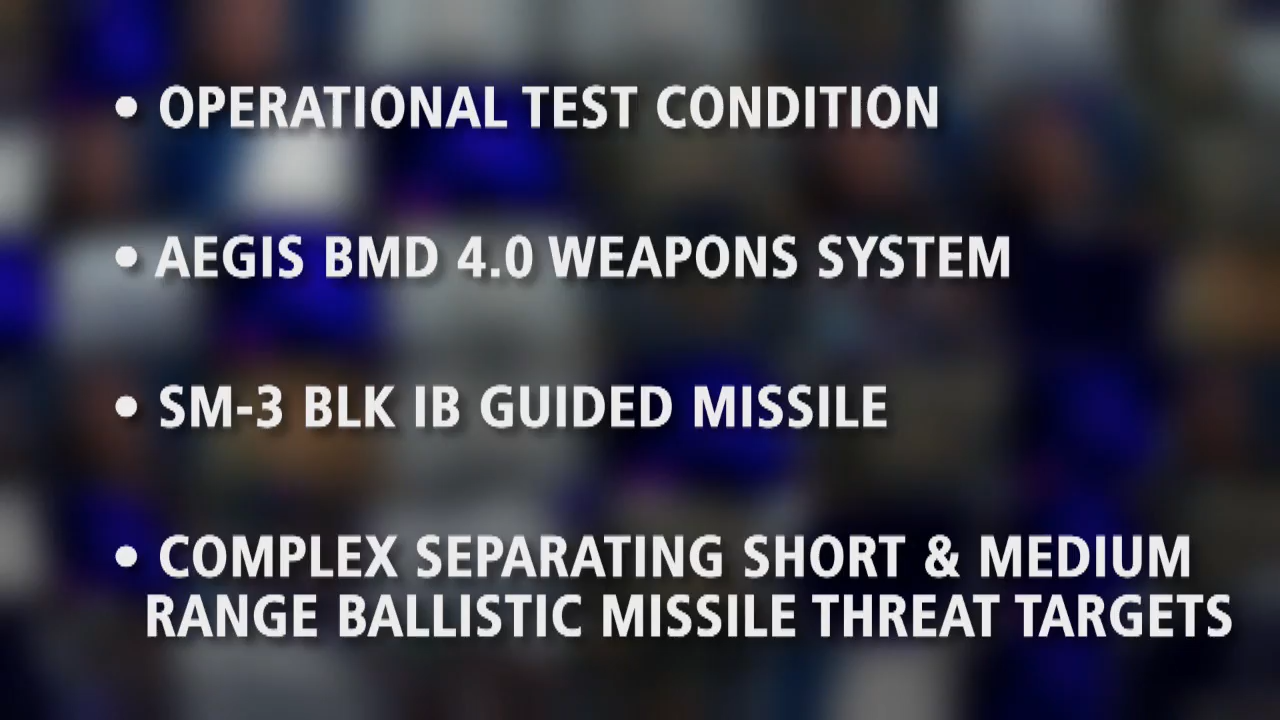 • OPERATIONAL TEST CONDITION
• AEGIS BMD 4.0 WEAPONS SYSTEM
• SM-3 BLK IB GUIDED MISSILE
• COMPLEX SEPARATING SHORT & MEDIUM
RANGE BALLISTIC MISSILE THREAT TARGETS